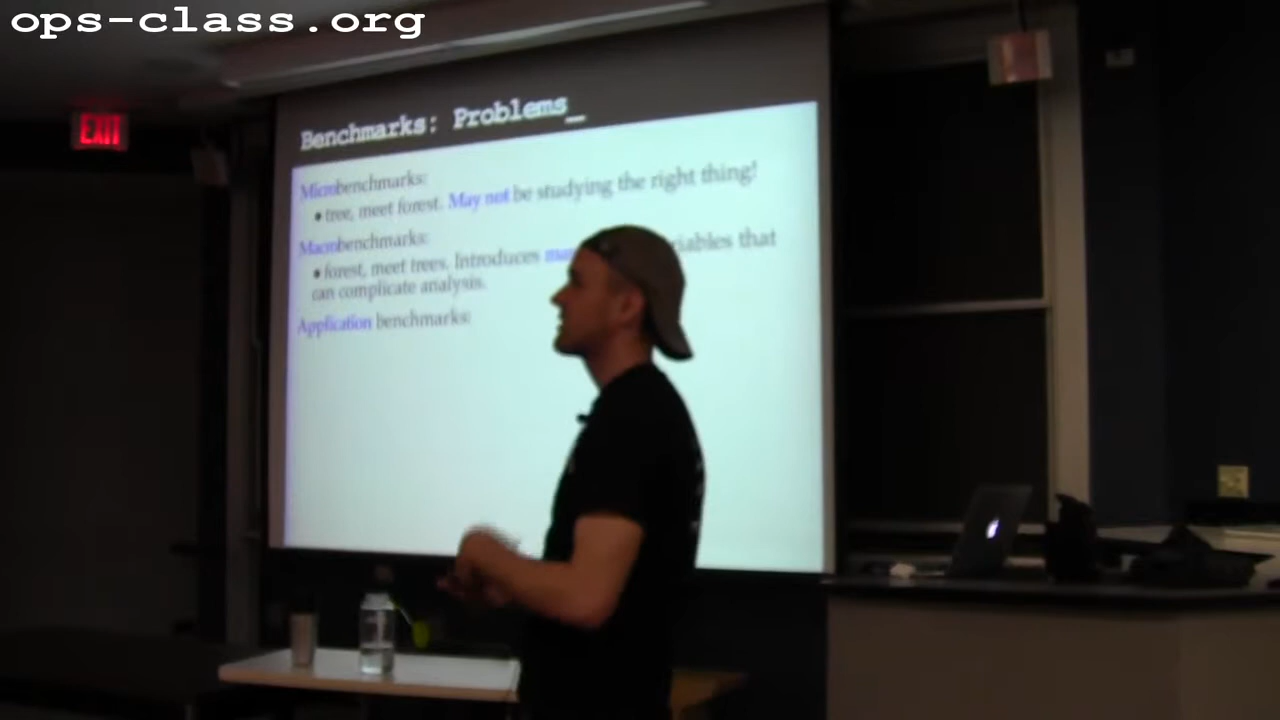 ops-class.org
EXIT
Benchmarks: Problems_
Microbenchmarks:
• tree, meet forest. May not be studying the right thing!
Macrobenchmarks:
• forest, meet trees. Introduces that
can complicate analysis.
Application benchmarks: